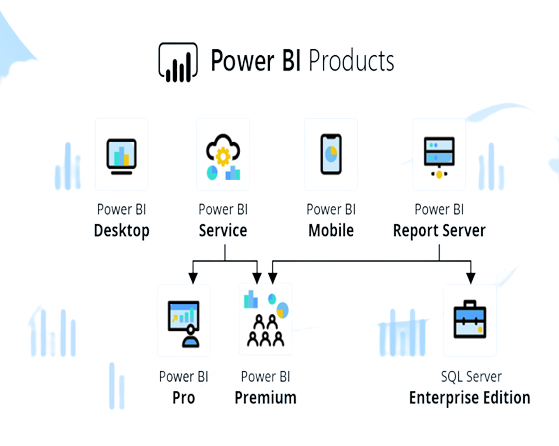 Power BI Products
Power BI
Desktop
Power BI
Service
Power BI
Mobile
Power BI
Report Server
Power BI
Pro
Power BI
Premium
SQL Server
Enterprise Edition